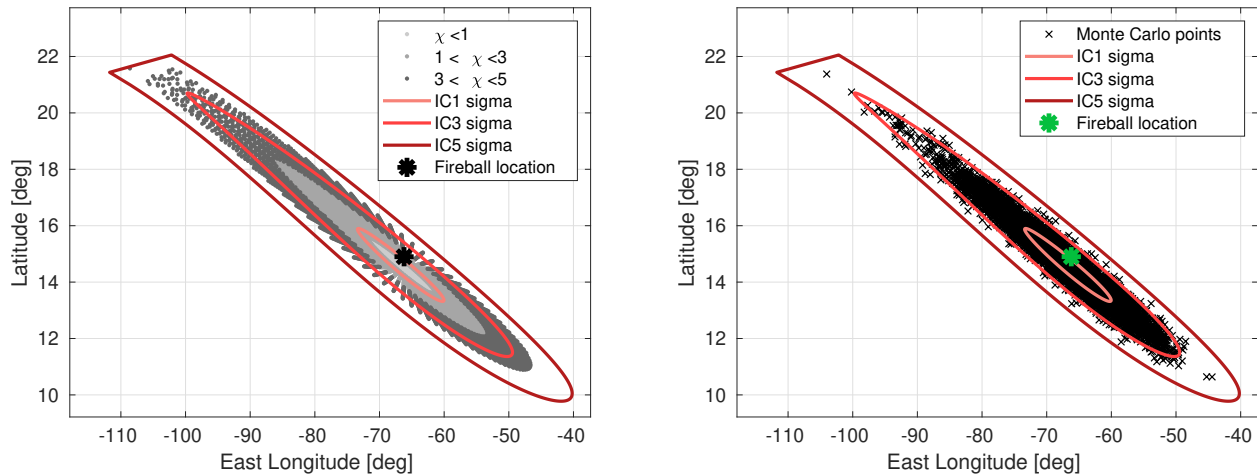 22
20
18
16
14
12
10
Latitude [deg]
-110 -100 -90 -80 -70 -60 -50 -40
East Longitude [deg]
χ <1
1 < χ <3
3 < χ <5
IC1 sigma
IC3 sigma
IC5 sigma
Fireball location
22
20
18
16
14
12
10
Latitude [deg]
-110 -100 -90 -80 -70 -60 -50 -40
East Longitude [deg]
Monte Carlo points
IC1 sigma
IC3 sigma
IC5 sigma
Fireball location